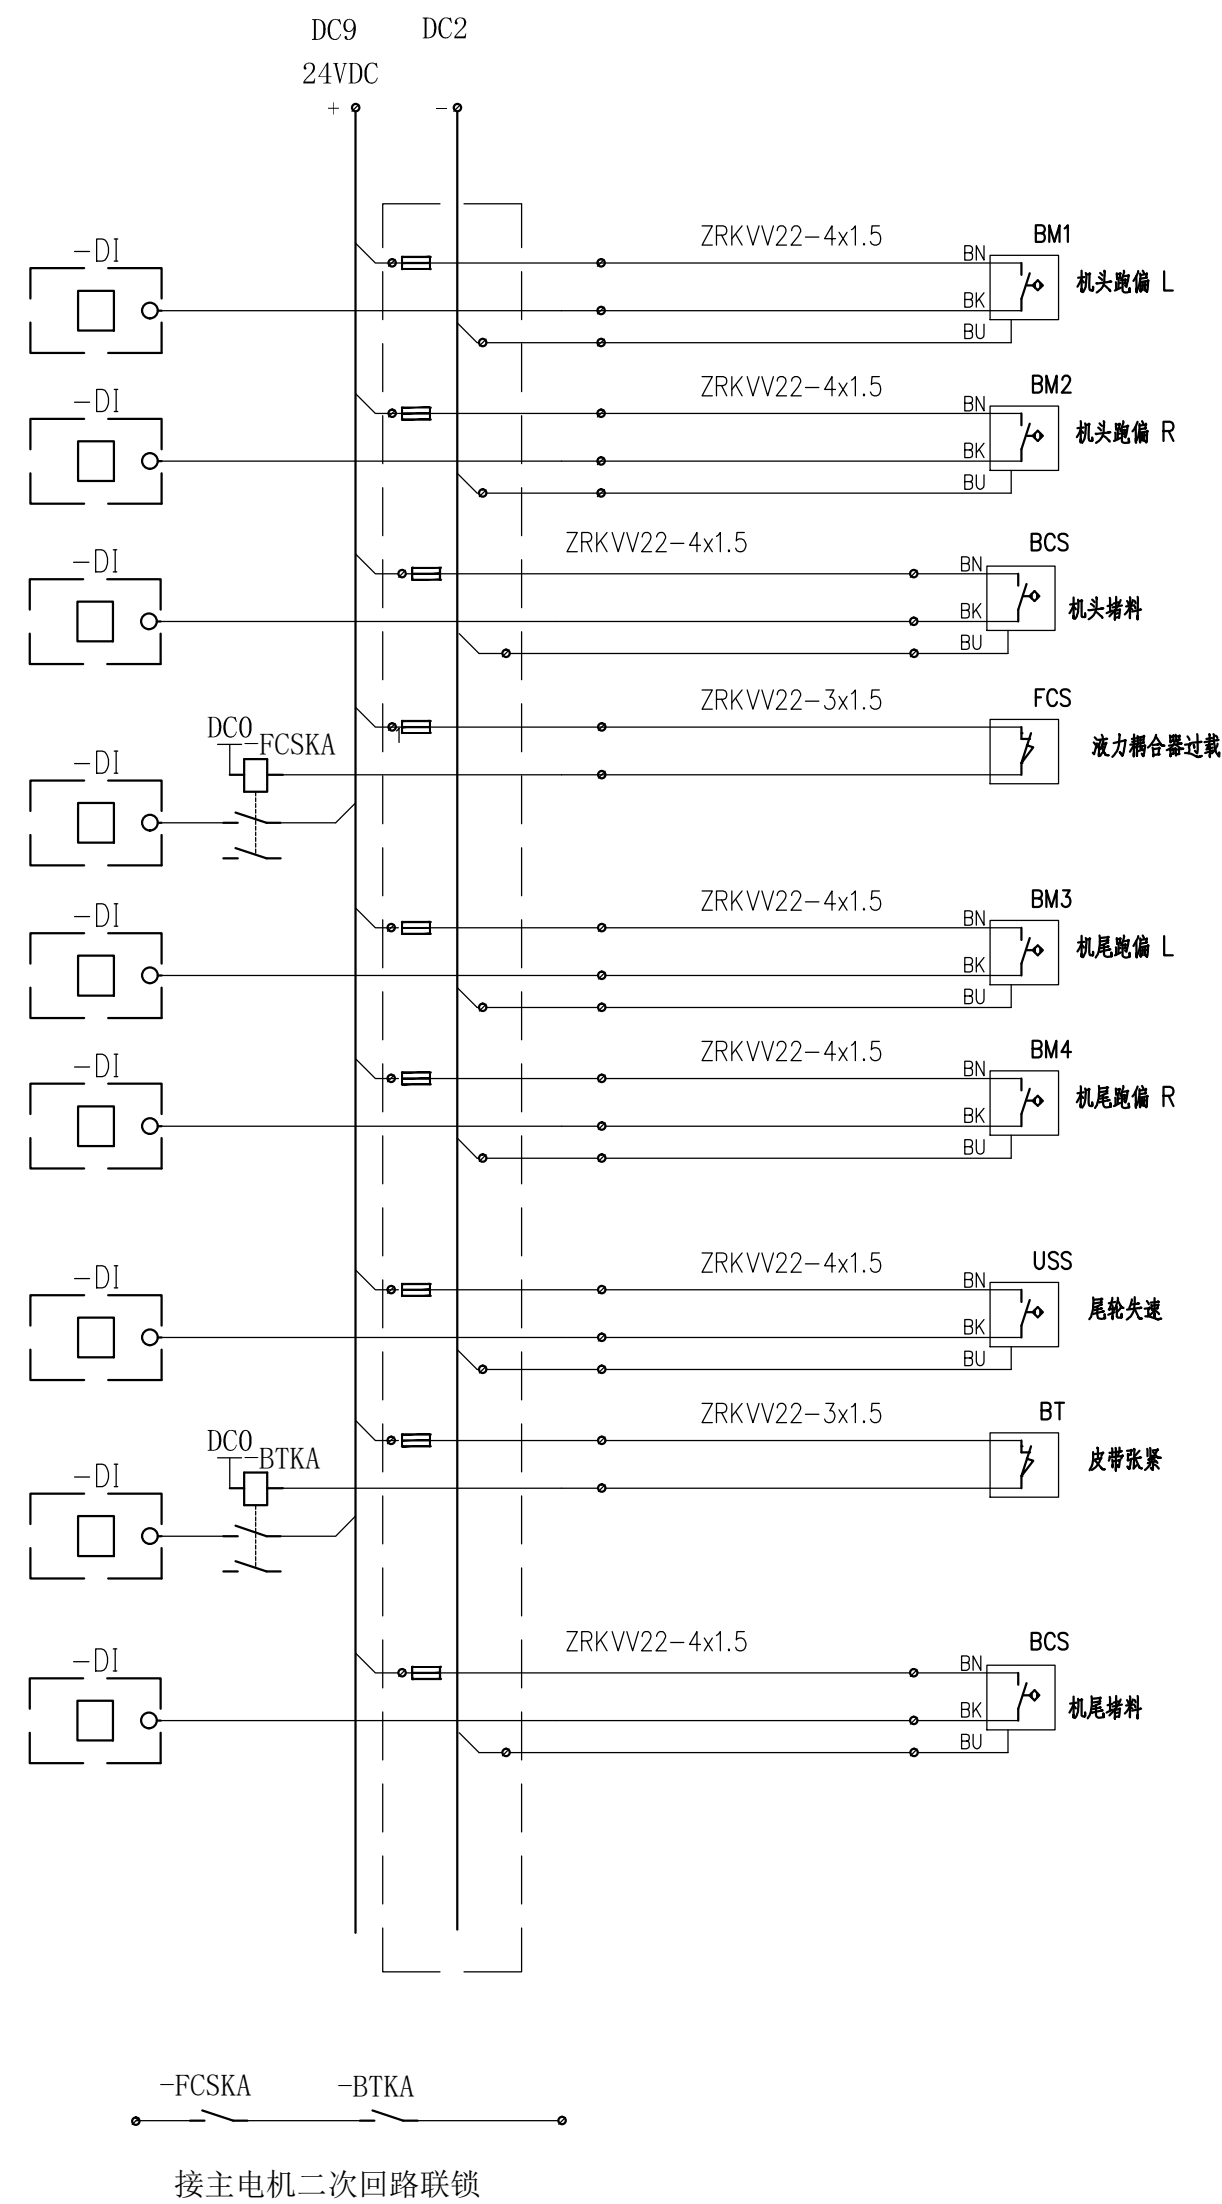 DC9 DC2
24VDC
+ -
ZRKVV22-4x1.5 BM1
-DI BN 机头跑偏 L
BK
BU
ZRKVV22-4x1.5 BM2
-DI BN 机头跑偏 R
BK
BU
ZRKVV22-4x1.5 BCS
-DI BN 机头堵料
BK
BU
ZRKVV22-3x1.5 FCS
DC0 -FCSKA 液力耦合器过载
-DI
ZRKVV22-4x1.5 BM3
-DI BN 机尾跑偏 L
BK
BU
ZRKVV22-4x1.5 BM4
-DI BN 机尾跑偏 R
BK
BU
ZRKVV22-4x1.5 USS
-DI BN 尾轮失速
BK
BU
ZRKVV22-3x1.5 BT
DC0 -BTKA 皮带张紧
-DI
ZRKVV22-4x1.5 BCS
-DI BN 机尾堵料
BK
BU
-FCSKA -BTKA
接主电机二次回路联锁